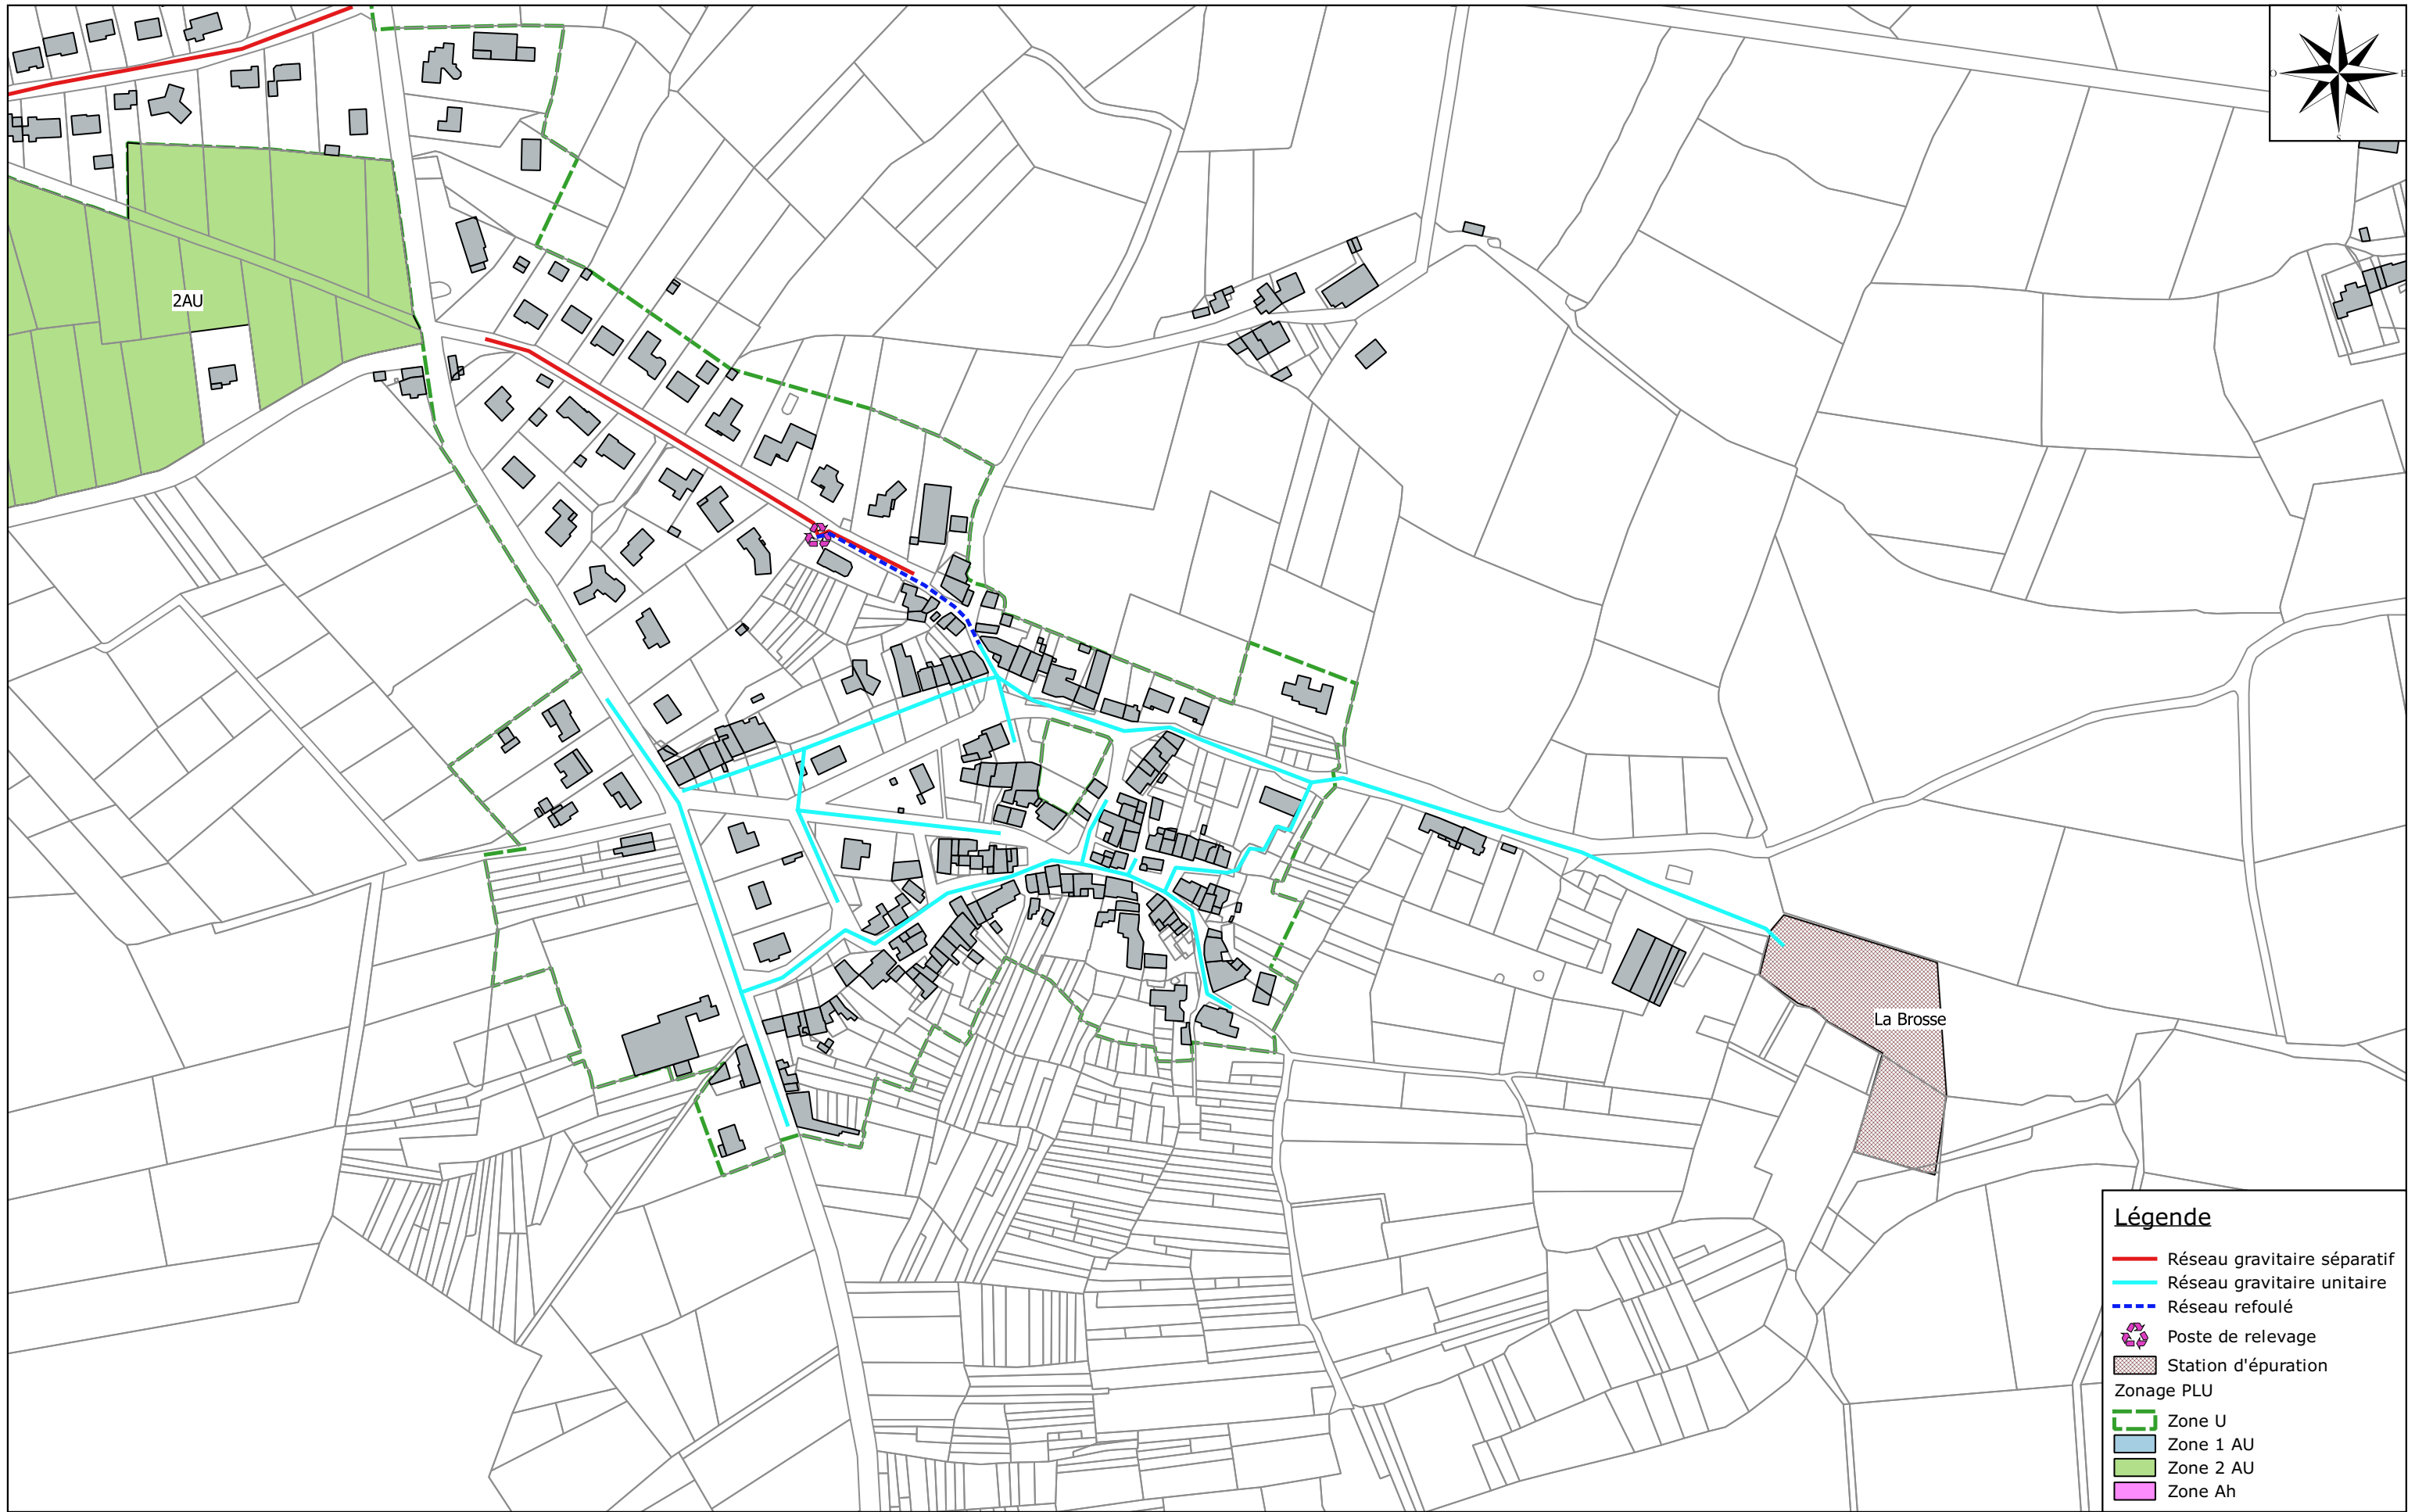 N
O
E
S
2AU
La Brosse
Légende
Réseau gravitaire séparatif
Réseau gravitaire unitaire
Réseau refoulé
Poste de relevage
Station d'épuration
Zonage PLU
Zone U
Zone 1 AU
Zone 2 AU
Zone Ah